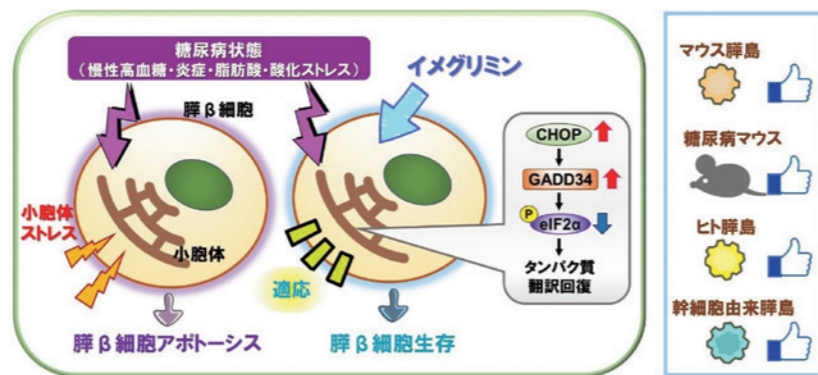 糖尿病状態
(慢性高血糖・炎症・脂肪酸・酸化ストレス)
イメグリミン
膵β細胞
小胞体
ストレス
小胞体
適応
膵β細胞アポトーシス
膵β細胞生存
CHOP
GADD34
P
eIF2α
タンパク質
翻訳回復
マウス膵島
糖尿病マウス
ヒト膵島
幹細胞由来膵島